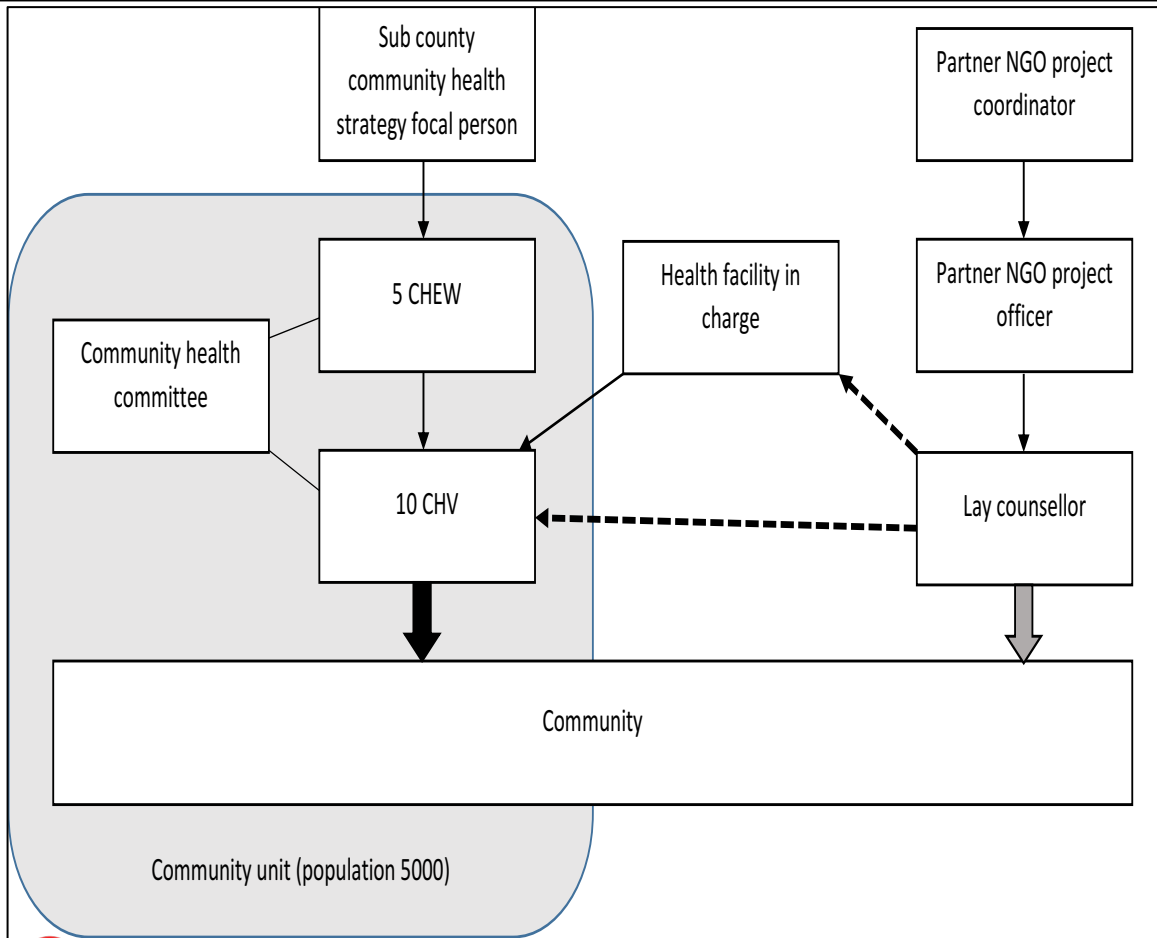 Sub county
community health
strategy focal person
Partner NGO project
coordinator
5 CHEW
Health facility in
charge
Partner NGO project
officer
Community health
committee
10 CHV
Lay counsellor
Community
Community unit (population 5000)